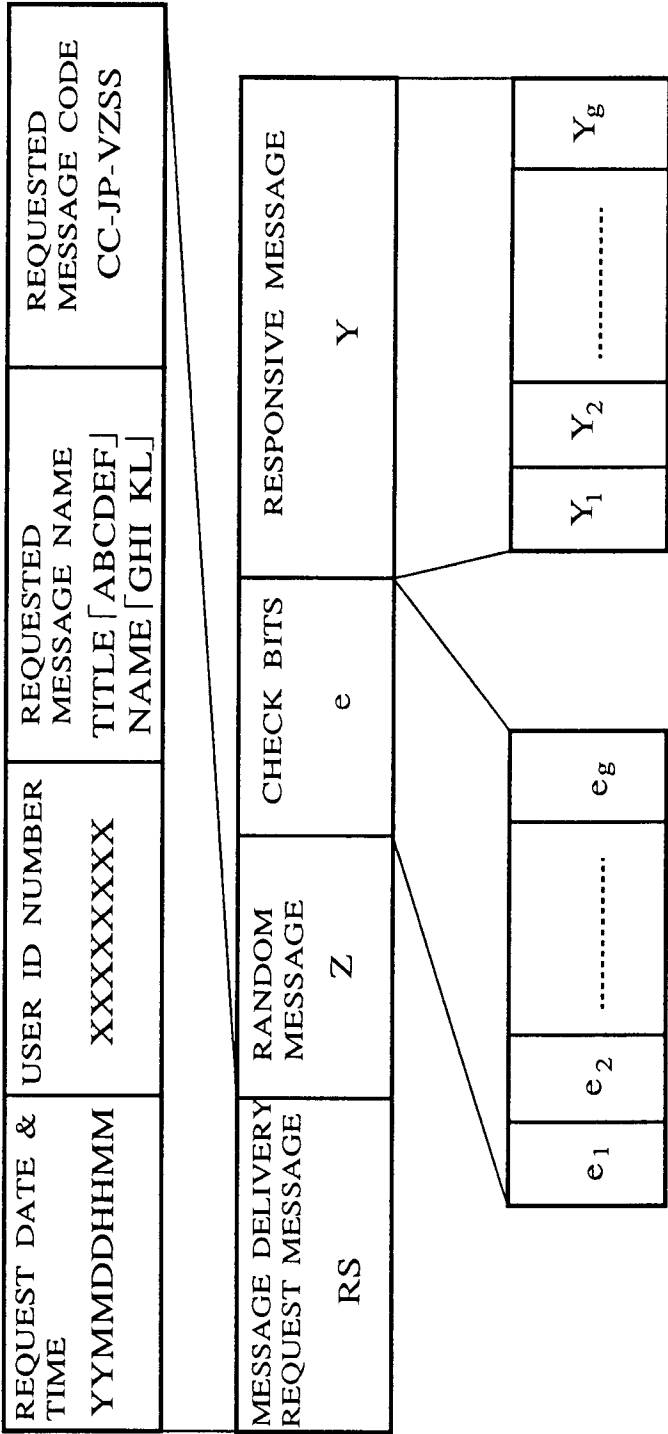 REQUEST DATE &
TIME
YYMMDDHHMM
USER ID NUMBER
XXXXXXXX
REQUESTED
MESSAGE NAME
TITLE「ABCDEF」
NAME「GHI KL」
REQUESTED
MESSAGE CODE
CC-JP-VZSS
MESSAGE DELIVERY
REQUEST MESSAGE
RS
RANDOM
MESSAGE
Z
CHECK BITS
e
RESPONSIVE MESSAGE
Y
e1
e2
eg
Y1
Y2
Yg